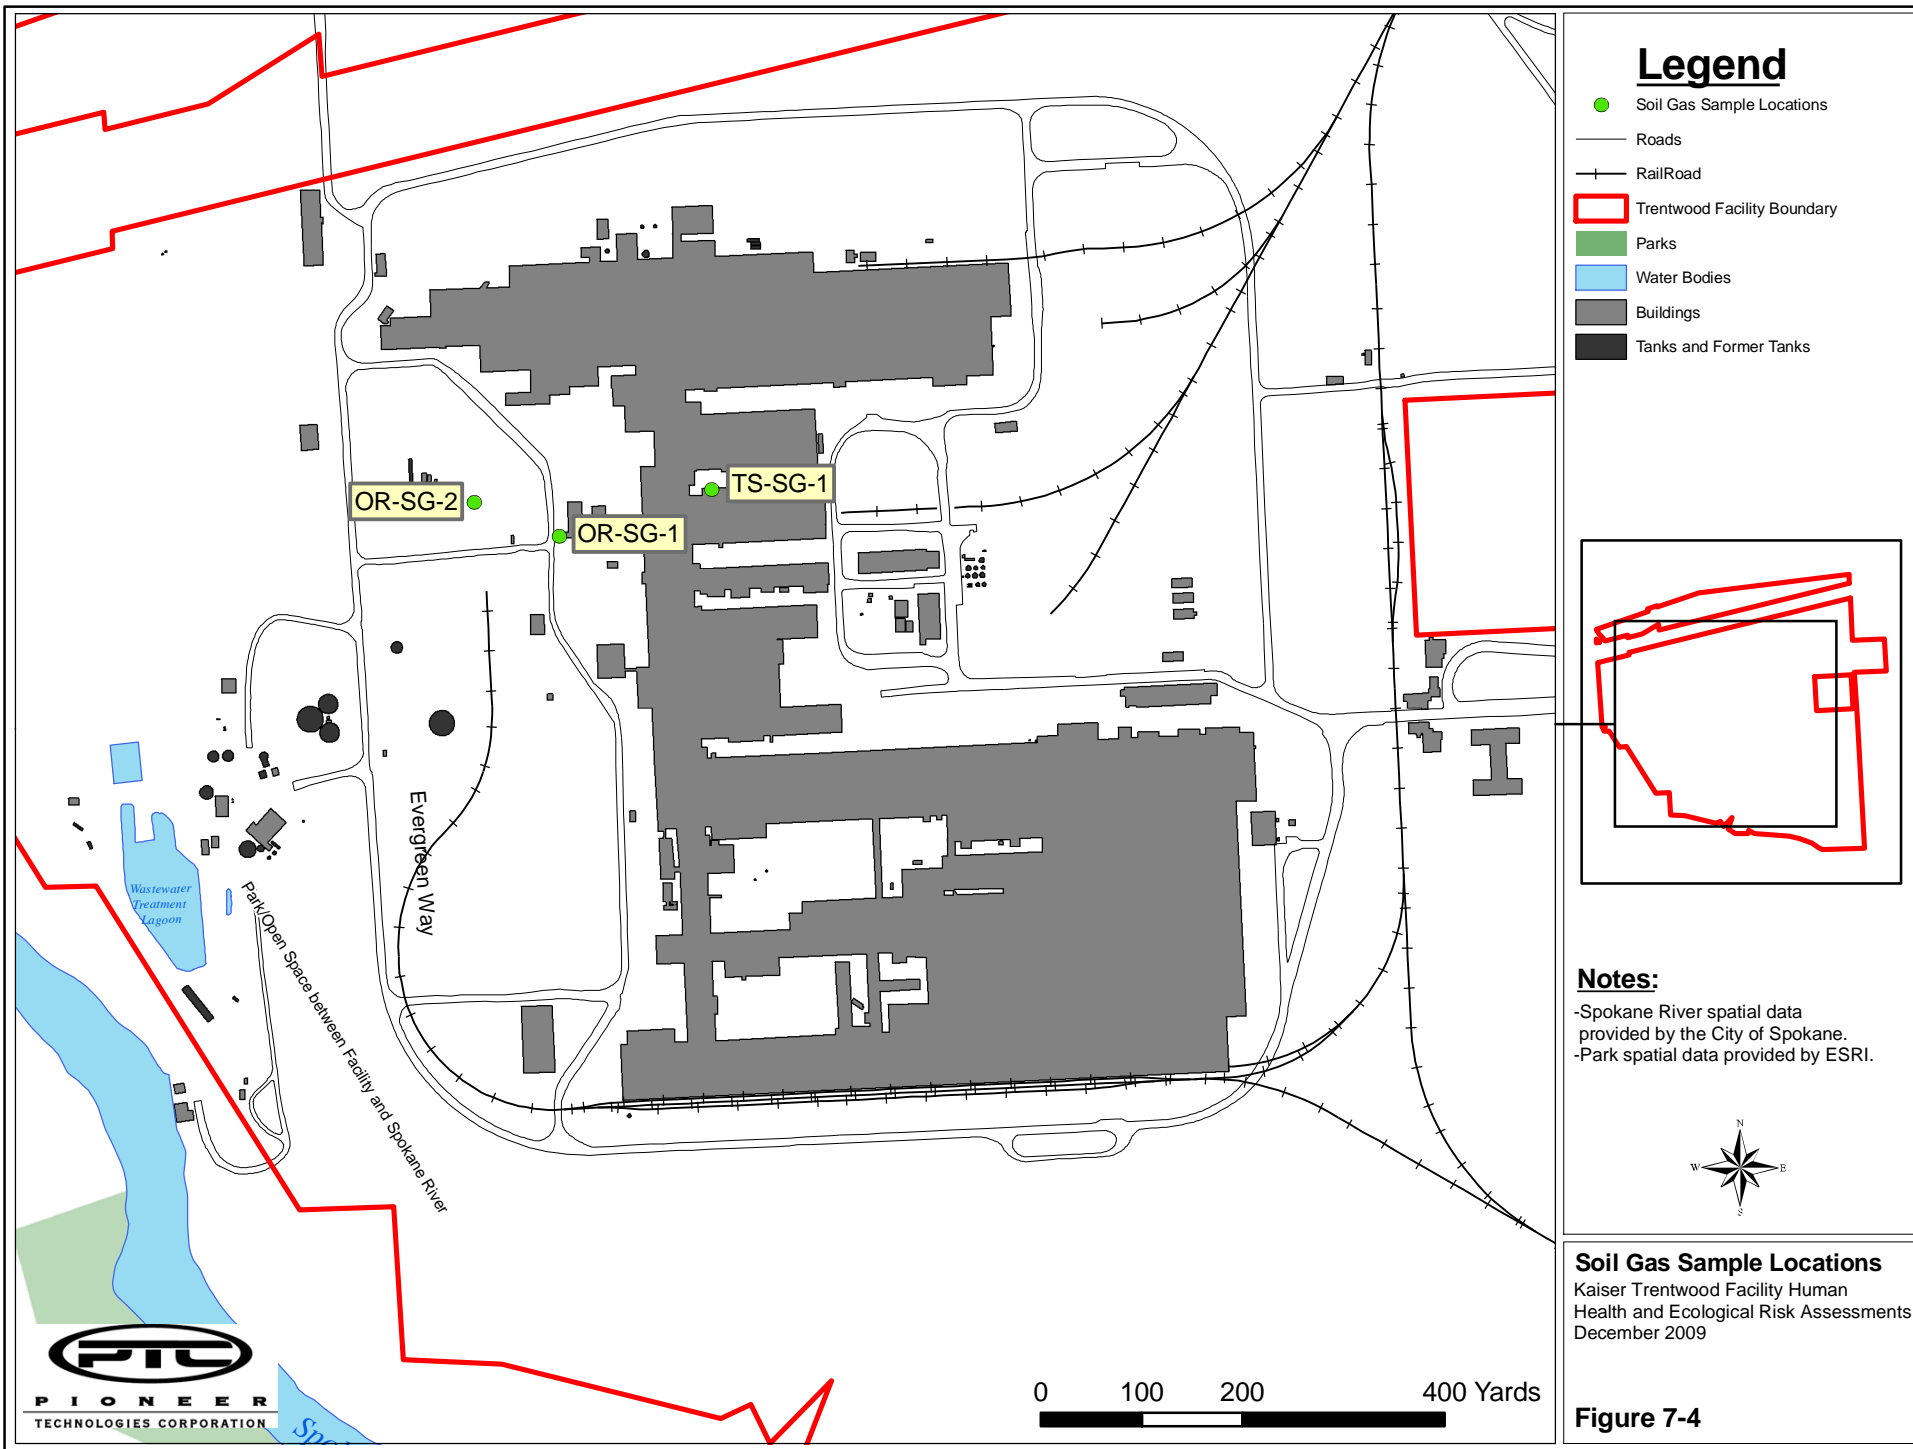 Legend
Soil Gas Sample Locations
Roads
RailRoad
Trentwood Facility Boundary
Parks
Water Bodies
Buildings
Tanks and Former Tanks
TS-SG-1
OR-SG-2
OR-SG-1
Evergreen Way
Wastewater
Treatment
Lagoon
Park/Open Space between Facility and Spokane River
Notes:
-Spokane River spatial data
provided by the City of Spokane.
-Park spatial data provided by ESRI.
N
W E
S
Soil Gas Sample Locations
Kaiser Trentwood Facility Human
Health and Ecological Risk Assessments
December 2009
Figure 7-4
PTC
PIONEER
TECHNOLOGIES CORPORATION
0 100 200 400 Yards